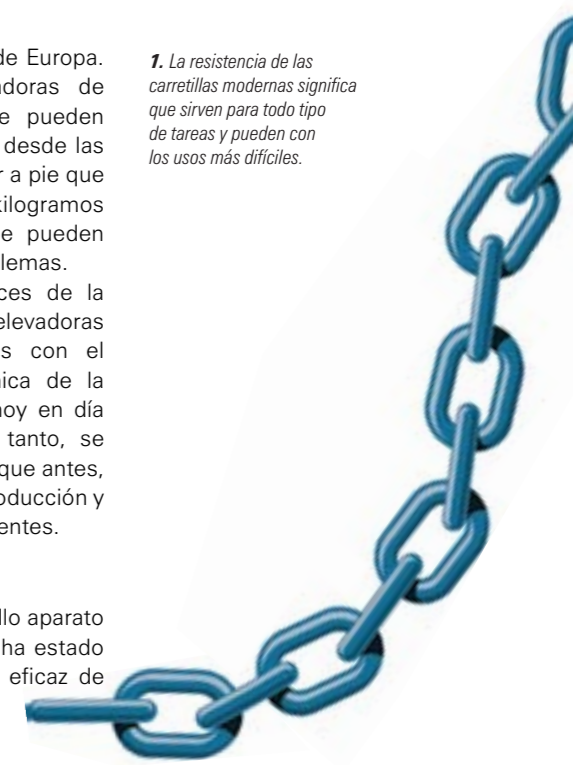 de Europa.
adoras de
e pueden
desde las
r a pie que
kilogramos
e pueden
lemas.
ces de la
elevadoras
s con el
nica de la
noy en día
tanto, se
que antes,
oducción y
entes.
llo aparato
ha estado
eficaz de
1. La resistencia de las
carretillas modernas significa
que sirven para todo tipo
de tareas y pueden con
los usos más difíciles.